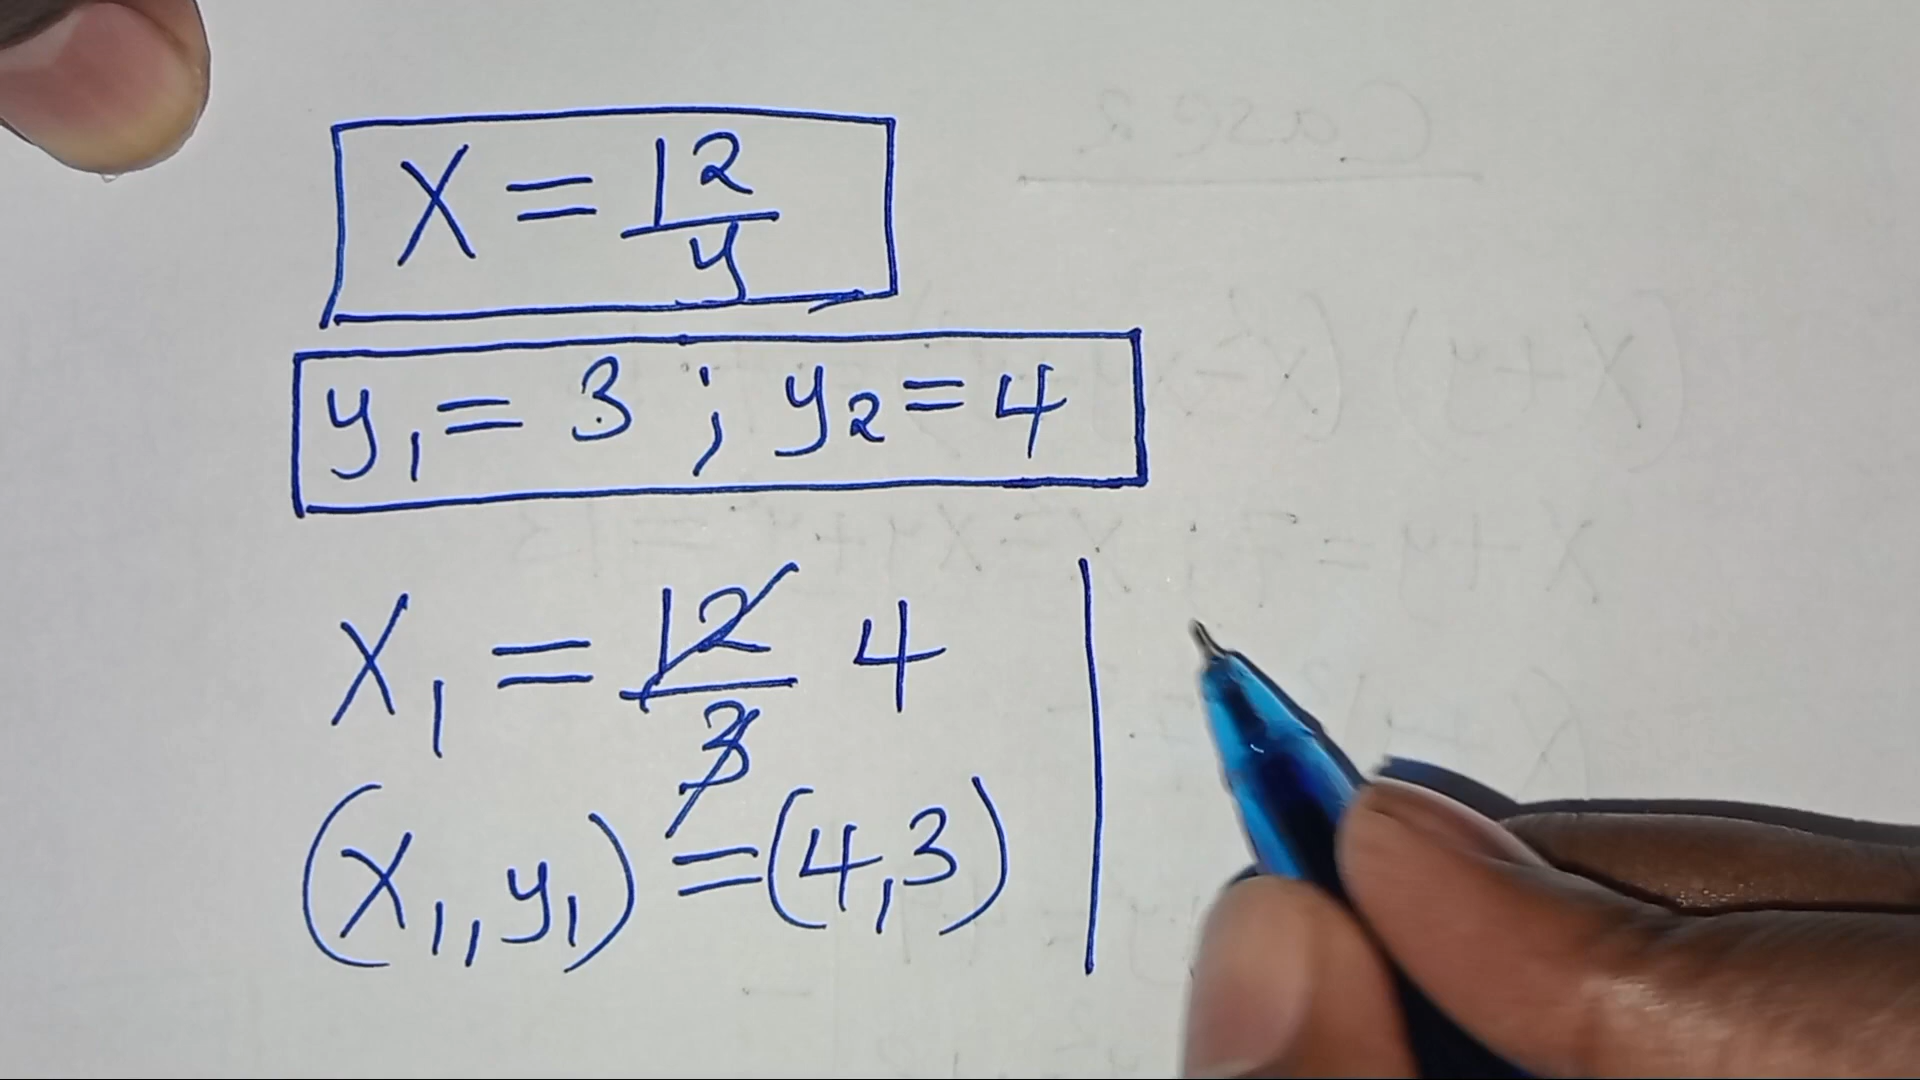 x = 12/y
y₁ = 3 ; y₂ = 4
x₁ = 12/3 4
(x₁, y₁) = (4,3)